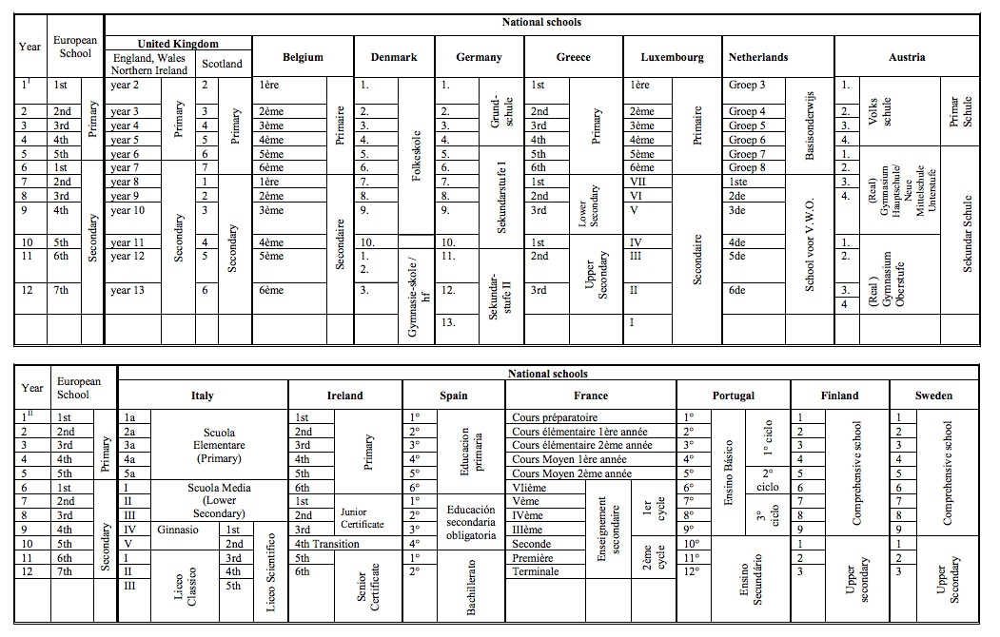 National schools
Year European School United Kingdom Belgium Denmark Germany Greece Luxembourg Netherlands Austria
England, Wales Northern Ireland Scotland
1I 1st Primary year 2 Primary 2 Primary 1ère Primaire 1. Folkeskole 1. Grund-schule 1st Primary 1ère Primaire Groep 3 Basisonderwijs 1. Volks schule Primar Schule
2 2nd year 3 3 2ème 2. 2. 2nd 2ème Groep 4 2.
3 3rd year 4 4 3ème 3. 3. 3rd 3ème Groep 5 3.
4 4th year 5 5 4ème 4. 4. 4th 4ème Groep 6 4.
5 5th year 6 6 5ème 5. 5. Sekundarstufe I 5th 5ème Groep 7 1. (Real) Gymnasium Hauptschule/ Neue Mittelschule Unterstufe Sekundar Schule
6 1st Secondary year 7 Secondary 7 6ème 6. 6. 6th 6ème Groep 8 2.
7 2nd year 8 1 Secondary 1ère Secondaire 7. 7. 1st Lower Secondary VII Secondaire 1ste School voor V.W.O. 3.
8 3rd year 9 2 2ème 8. 8. 2nd VI 2de 4.
9 4th year 10 3 3ème 9. 9. 3rd V 3de
10 5th year 11 4 4ème 10. 10. 1st Upper Secondary IV 4de 1. (Real ) Gymnasium Oberstufe
11 6th year 12 5 5ème 1. Gymnasie-skole / hf 11. Sekundar-stufe II 2nd III 5de 2.
2.
12 7th year 13 6 6ème 3. 12. 3rd II 6de 3.
4
13. I
National schools
Year European School Italy Ireland Spain France Portugal Finland Sweden
1II 1st Primary 1a Scuola Elementare (Primary) 1st Primary 1° Educacion primaria Cours préparatoire 1° Ensino Básico 1° ciclo 1 Comprehensive school 1 Comprehensive school
2 2nd 2a 2nd 2° Cours élémentaire 1ère année 2° 2 2
3 3rd 3a 3rd 3° Cours élémentaire 2ème année 3° 3 3
4 4th 4a 4th 4° Cours Moyen 1ère année 4° 4 4
5 5th 5a 5th 5° Cours Moyen 2ème année 5° 2° ciclo 5 5
6 1st Secondary I Scuola Media (Lower Secondary) 6th 6° VIième Enseignement secondaire 1er cycle 6° 6 6
7 2nd II 1st Junior Certificate 1° Educación secondaria obligatoria Vème 7° 3° ciclo 7 7
8 3rd III 2nd 2° IVème 8° 8 8
9 4th IV Ginnasio 1st Liceo Scientifico 3rd 3° IIIème 9° 9 9
10 5th V 2nd 4th Transition 4° Seconde 2ème cycle 10° Ensino Secundário 1 Upper secondary 1 Upper Secondary
11 6th I Liceo Classico 3rd 5th Senior Certificate 1° Bachillerato Première 11° 2 2
12 7th II 4th 6th 2° Terminale 12° 3 3
III 5th